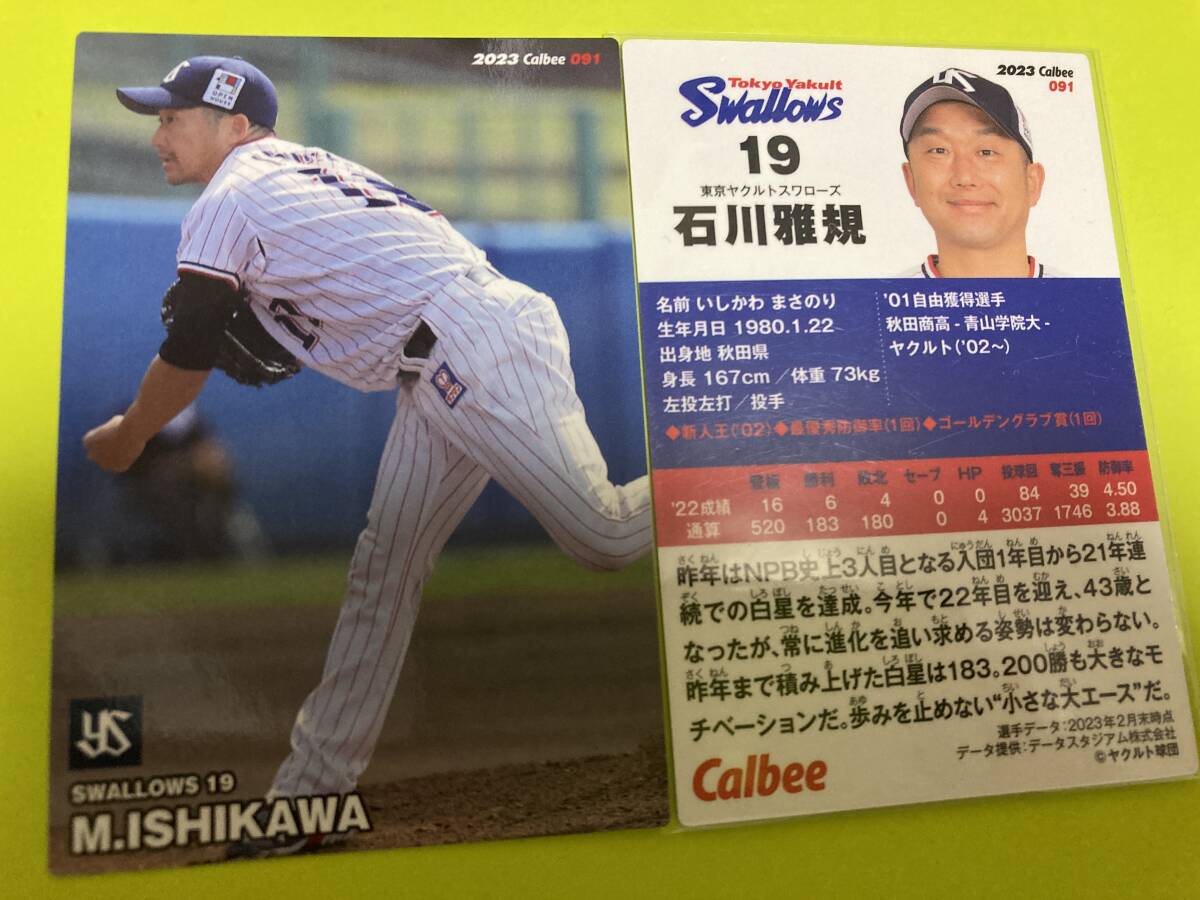 2023 Calbee 091
YS
OPEN
HOUSE
19
YS
SWALLOWS 19
M.ISHIKAWA
2023 Calbee
091
Tokyo Yakult
Swallows
19
東京ヤクルトスワローズ
石川雅規
名前 いしかわ まさのり
生年月日 1980.1.22
出身地 秋田県
身長 167cm/体重 73kg
左投左打/投手
'01自由獲得選手
秋田商高-青山学院大-
ヤクルト('02〜)
◆新人王('02)◆最優秀防御率(1回)◆ゴールデングラブ賞(1回)
登板 勝利 敗北 セーブ HP 投球回 奪三振 防御率
'22成績 16 6 4 0 0 84 39 4.50
通算 520 183 180 0 4 3037 1746 3.88
昨年はNPB史上3人目となる入団1年目から21年連
続での白星を達成。今年で22年目を迎え、43歳と
なったが、常に進化を追い求める姿勢は変わらない。
昨年まで積み上げた白星は183。200勝も大きなモ
チベーションだ。歩みを止めない“小さな大エース”だ。
選手データ:2023年2月末時点
データ提供:データスタジアム株式会社
©ヤクルト球団
Calbee